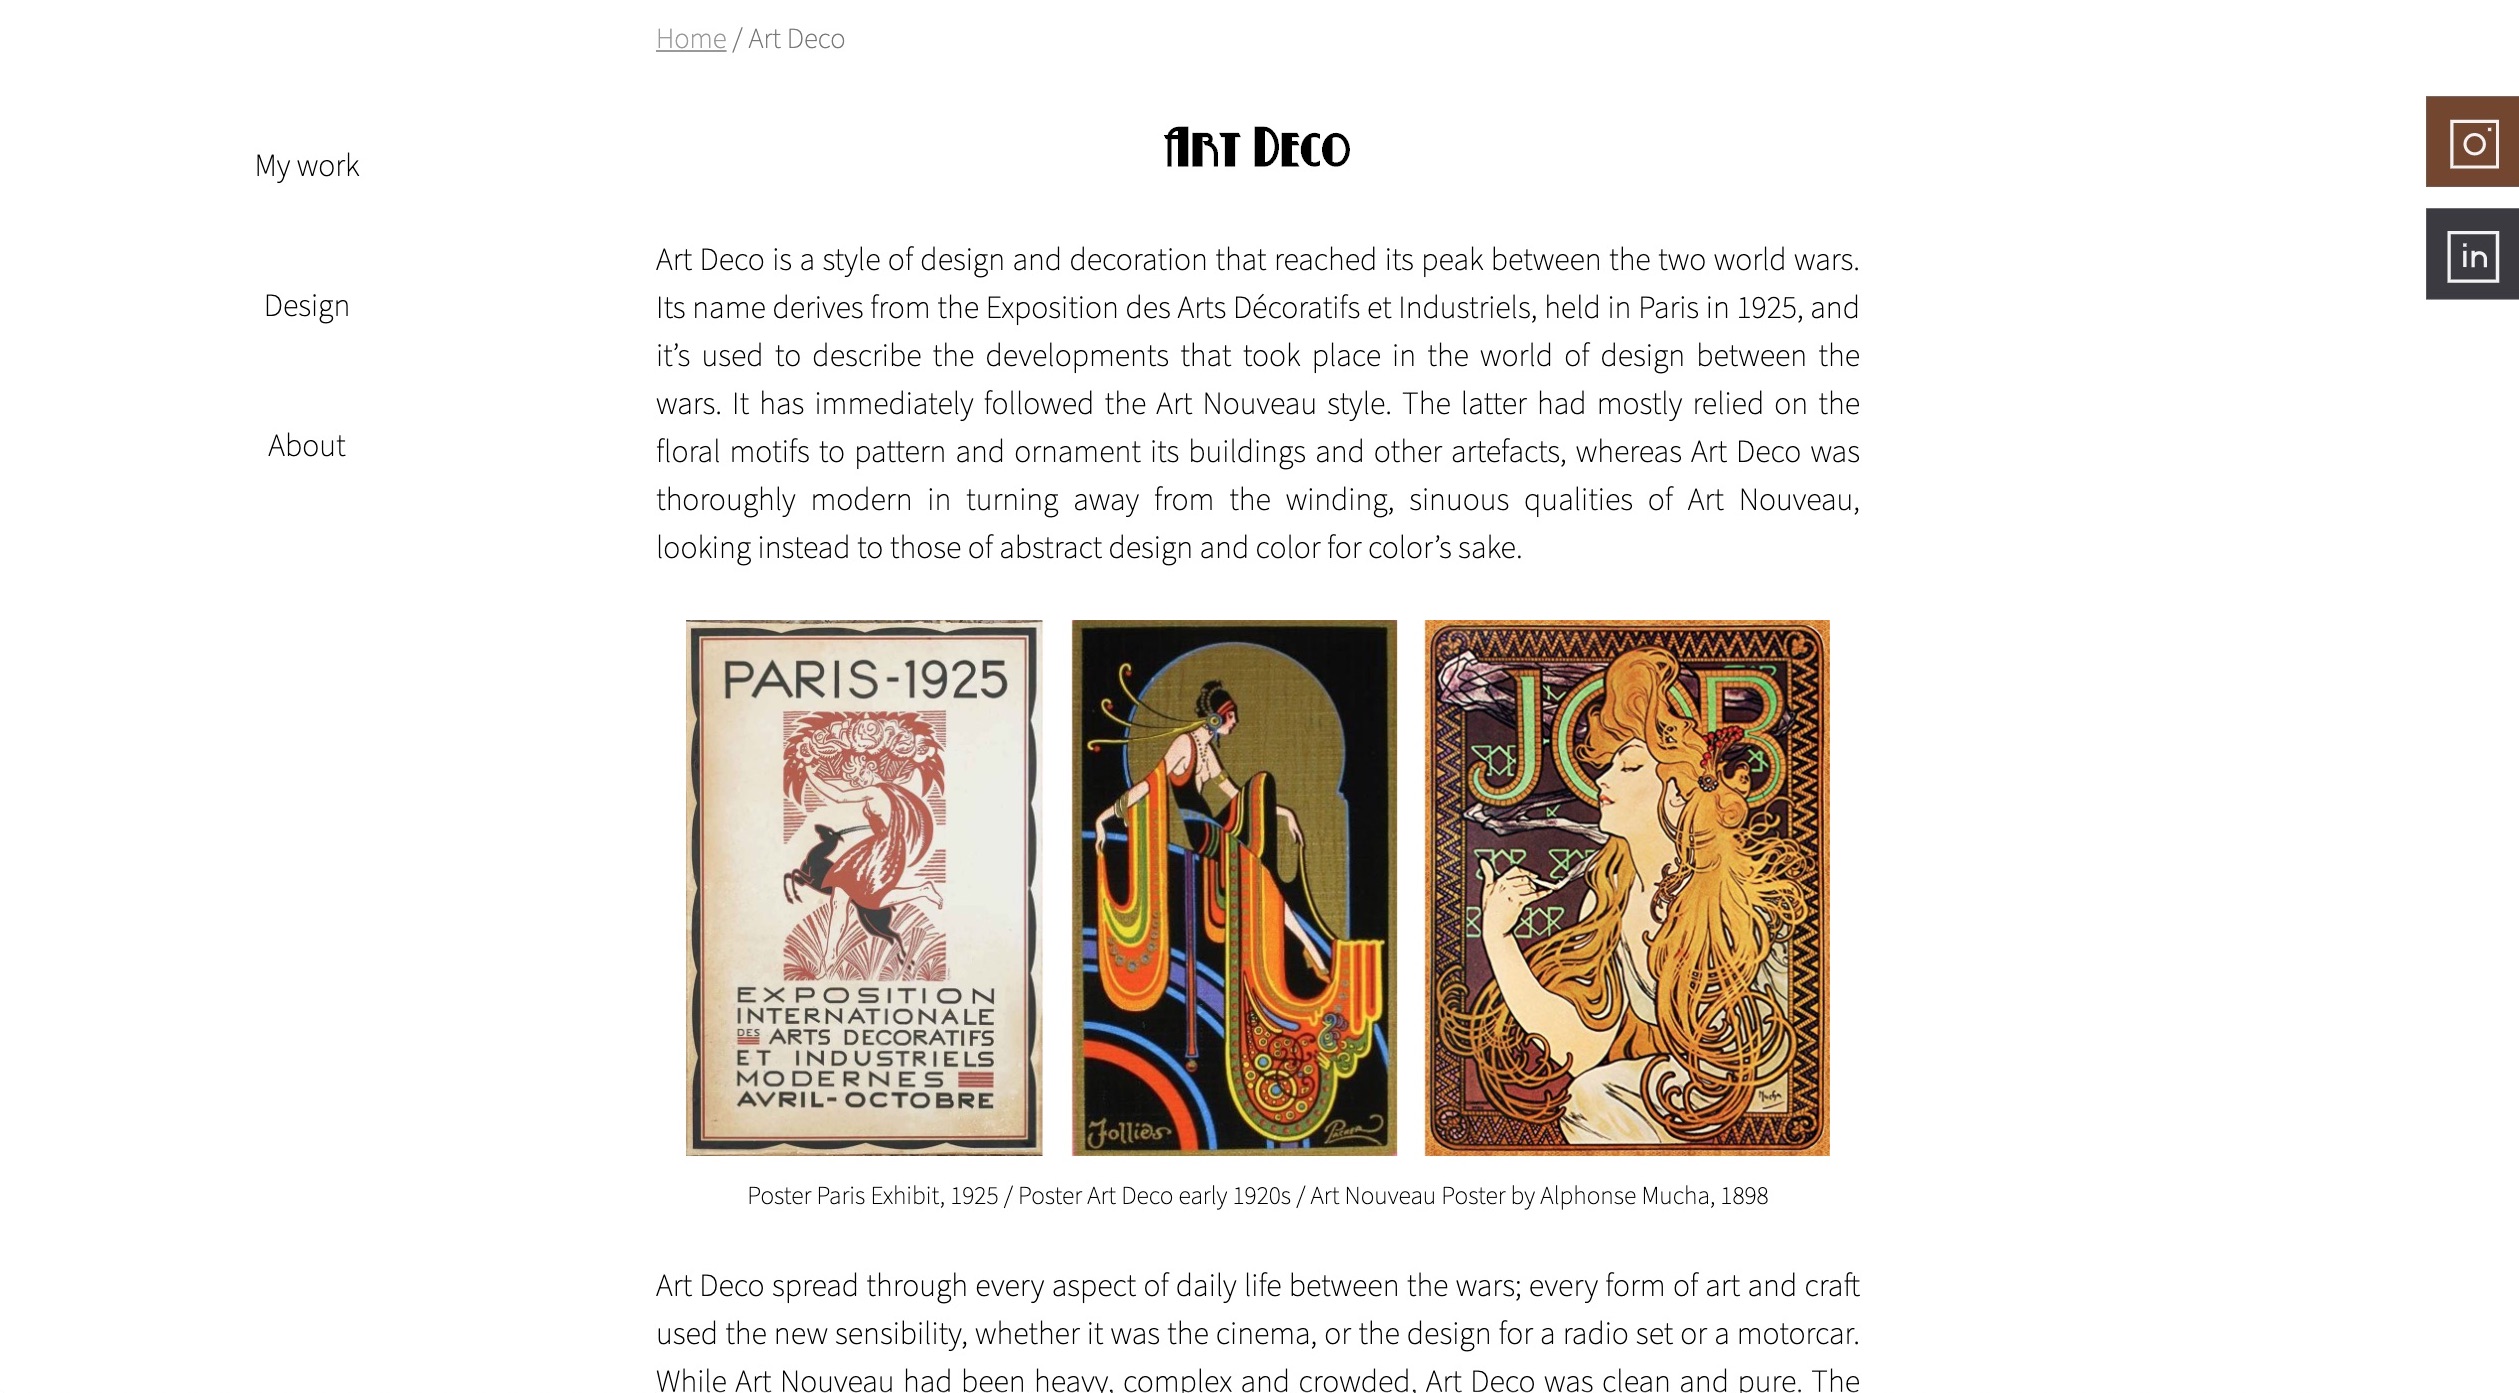 Home / Art Deco
My work
Design
About
ART DECO
Art Deco is a style of design and decoration that reached its peak between the two world wars.
Its name derives from the Exposition des Arts Décoratifs et Industriels, held in Paris in 1925, and
it’s used to describe the developments that took place in the world of design between the
wars. It has immediately followed the Art Nouveau style. The latter had mostly relied on the
floral motifs to pattern and ornament its buildings and other artefacts, whereas Art Deco was
thoroughly modern in turning away from the winding, sinuous qualities of Art Nouveau,
looking instead to those of abstract design and color for color’s sake.
PARIS-1925
EXPOSITION
INTERNATIONALE
DES ARTS DECORATIFS
ET INDUSTRIELS
MODERNES
AVRIL-OCTOBRE
Follies
JOB
Mucha
Poster Paris Exhibit, 1925 / Poster Art Deco early 1920s / Art Nouveau Poster by Alphonse Mucha, 1898
Art Deco spread through every aspect of daily life between the wars; every form of art and craft
used the new sensibility, whether it was the cinema, or the design for a radio set or a motorcar.
While Art Nouveau had been heavy, complex and crowded, Art Deco was clean and pure. The
in